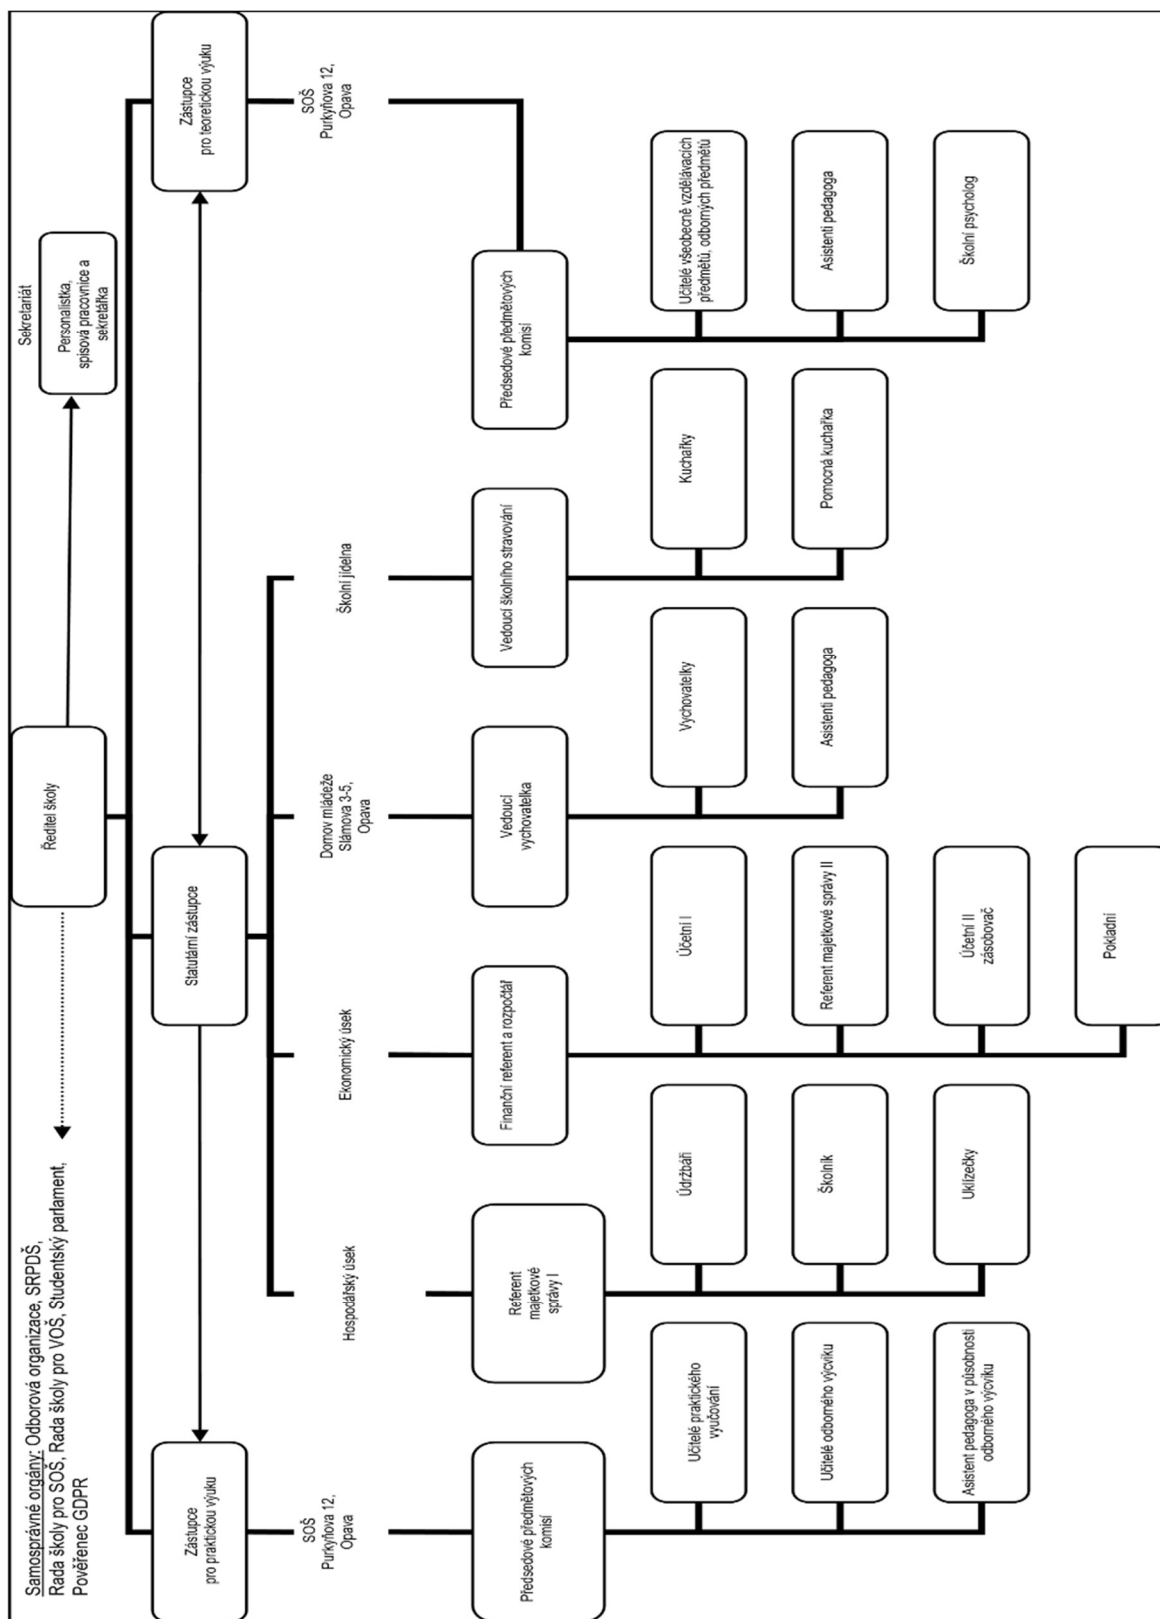 Samosprávné orgány: Odborová organizace, SRPDŠ,
Rada školy pro SOŠ, Rada školy pro VOŠ, Studentský parlament,
Pověřenec GDPR
Ředitel školy
Sekretariát
Personalistka,
spisová pracovnice a
sekretářka
Zástupce
pro praktickou výuku
Statutární zástupce
Zástupce
pro teoretickou výuku
SOŠ
Purkyňova 12,
Opava
Hospodářský úsek
Ekonomický úsek
Domov mládeže
Slámova 3-5,
Opava
Školní jídelna
SOŠ
Purkyňova 12,
Opava
Předsedové předmětových
komisí
Referent
majetkové
správy I
Finanční referent a rozpočtář
Vedoucí
vychovatelka
Vedoucí školního stravování
Předsedové předmětových
komisí
Učitelé praktického
vyučování
Údržbáři
Účetní I
Vychovatelky
Kuchařky
Učitelé všeobecně vzdělávacích
předmětů, odborných předmětů
Učitelé odborného výcviku
Školník
Referent majetkové správy II
Asistenti pedagoga
Pomocná kuchařka
Asistenti pedagoga
Asistent pedagoga v působnosti
odborného výcviku
Uklízečky
Účetní II
zásobovač
Školní psycholog
Pokladní